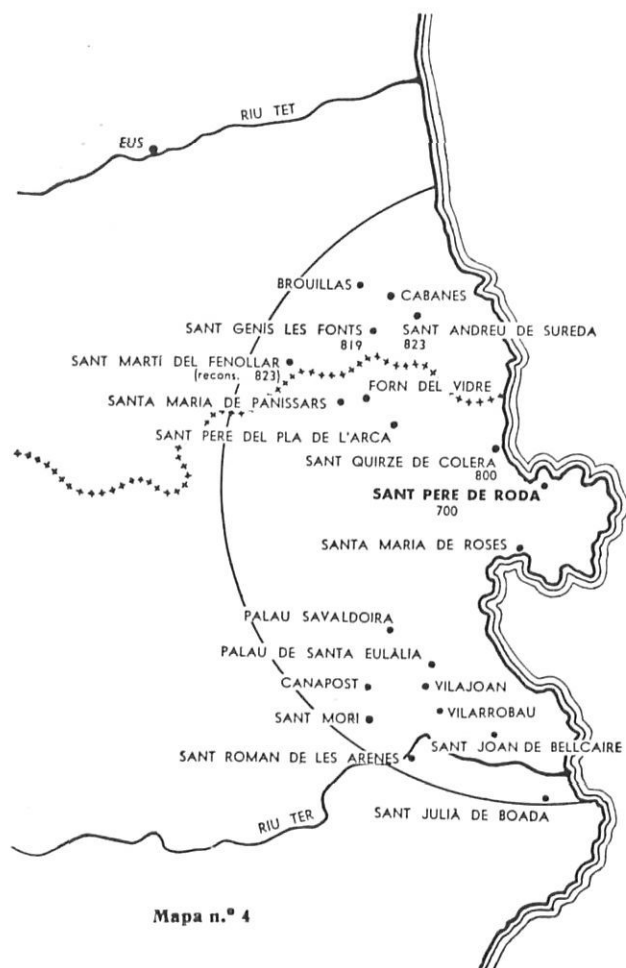 RIU TET
EUS
BROUILLAS
CABANES
SANT GENÍS LES FONTS
819
SANT ANDREU DE SUREDA
823
SANT MARTÍ DEL FENOLLAR
(recons. 823)
FORN DEL VIDRE
SANTA MARIA DE PANISSARS
SANT PERE DEL PLA DE L'ARCA
SANT QUIRZE DE COLERA
800
SANT PERE DE RODA
700
SANTA MARIA DE ROSES
PALAU SAVALDOIRA
PALAU DE SANTA EULÀLIA
CANAPOST
VILAJOAN
SANT MORI
VILARROBAU
SANT JOAN DE BELLCAIRE
SANT ROMAN DE LES ARENES
SANT JULIÀ DE BOADA
RIU TER
Mapa n.º 4